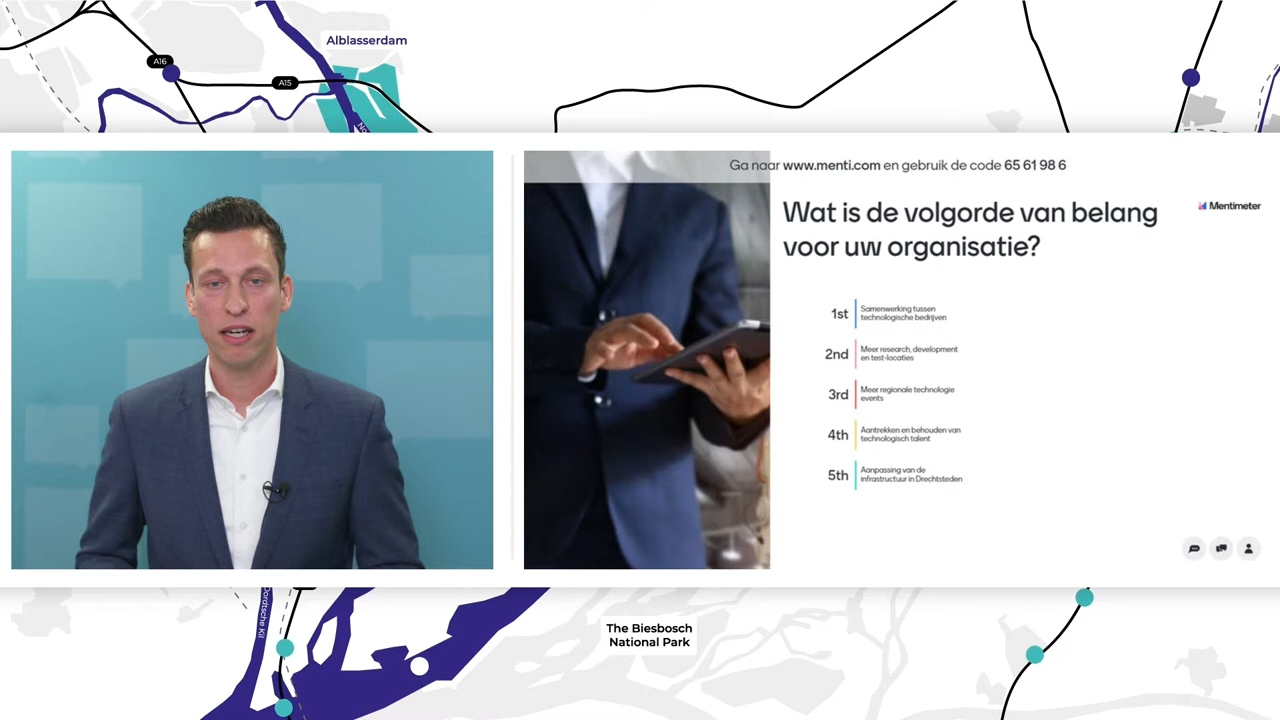 Alblasserdam
A16
A15
Ga naar www.menti.com en gebruik de code 65 61 98 6
Wat is de volgorde van belang
voor uw organisatie?
Mentimeter
1st
Samenwerking tussen
technologische bedrijven
2nd
Meer research, development
en test-locaties
3rd
Meer regionale technologie
events
4th
Aantrekken en behouden van
technologisch talent
5th
Aanpassing van de
infrastructuur in Drechtsteden
Dordtsche Kil
The Biesbosch
National Park